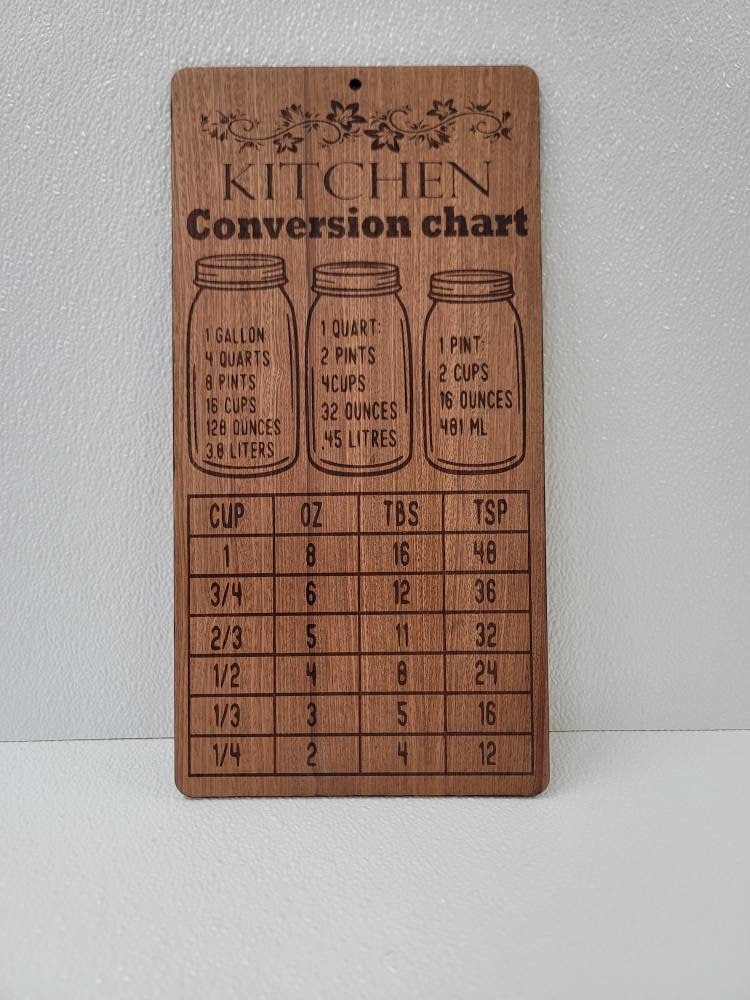 KITCHEN
Conversion chart
1 GALLON
4 QUARTS
8 PINTS
16 CUPS
128 OUNCES
3.8 LITERS
1 QUART:
2 PINTS
4CUPS
32 OUNCES
.45 LITRES
1 PINT:
2 CUPS
16 OUNCES
481 ML
CUP OZ TBS TSP
1 8 16 48
3/4 6 12 36
2/3 5 11 32
1/2 4 8 24
1/3 3 5 16
1/4 2 4 12